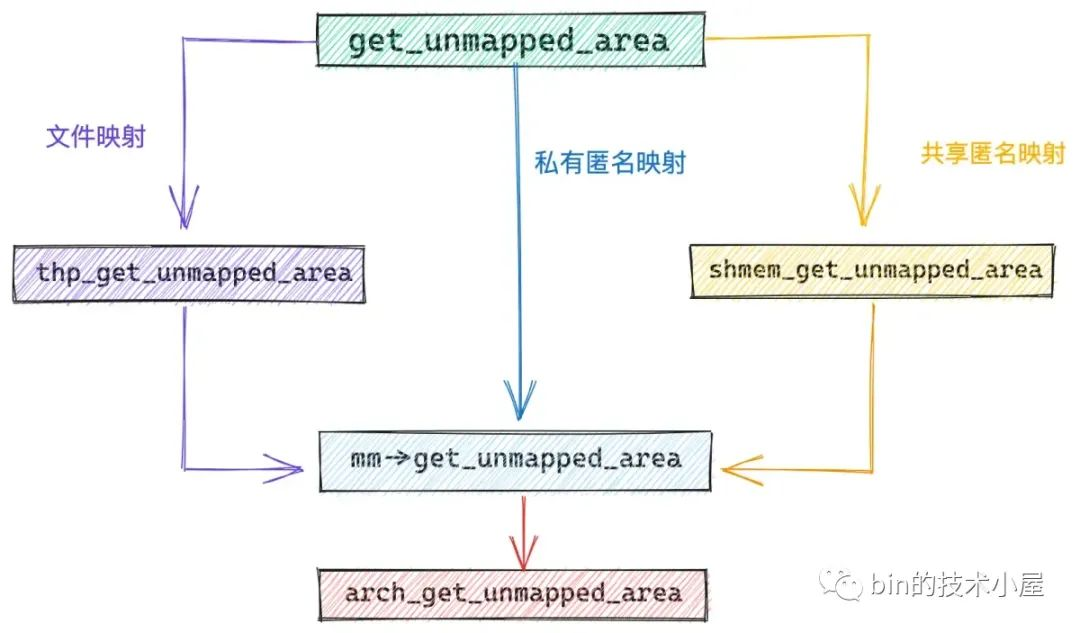 get_unmapped_area
文件映射
私有匿名映射
共享匿名映射
thp_get_unmapped_area
shmem_get_unmapped_area
mm->get_unmapped_area
arch_get_unmapped_area
bin的技术小屋